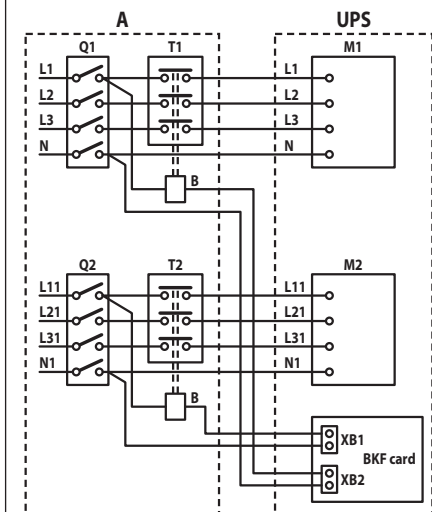 A UPS
Q1 T1 M1
L1 L1
L2 L2
L3 L3
N N
B
Q2 T2 M2
L11 L11
L21 L21
L31 L31
N1 N1
B
XB1
BKF card
XB2